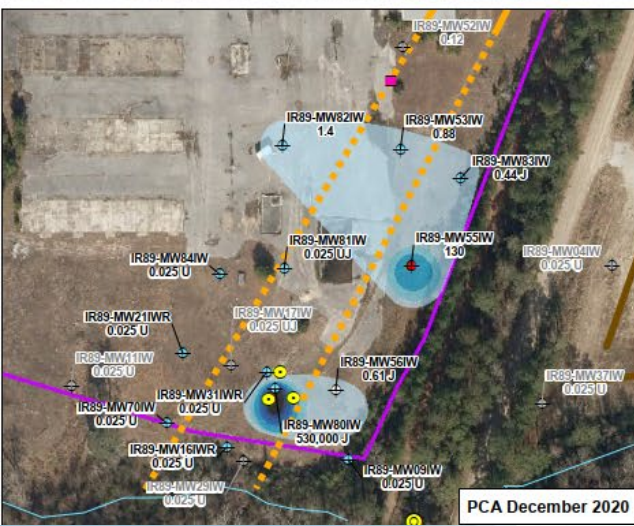 IR89-MW52IW
0.12
IR89-MW82IW
1.4
IR89-MW53IW
0.88
IR89-MW83IW
0.44 J
IR89-MW81IW
0.025 UJ
IR89-MW55IW
130
IR89-MW04IW
0.025 U
IR89-MW84IW
0.025 U
IR89-MW17IW
0.025 UJ
IR89-MW21IWR
0.025 U
IR89-MW11IW
0.025 U
IR89-MW56IW
0.61 J
IR89-MW37IW
0.025 U
IR89-MW31IWR
0.025 U
IR89-MW70IW
0.025 U
IR89-MW80IW
530,000 J
IR89-MW16IWR
0.025 U
IR89-MW09IW
0.025 U
IR89-MW29IW
0.025 U
PCA December 2020